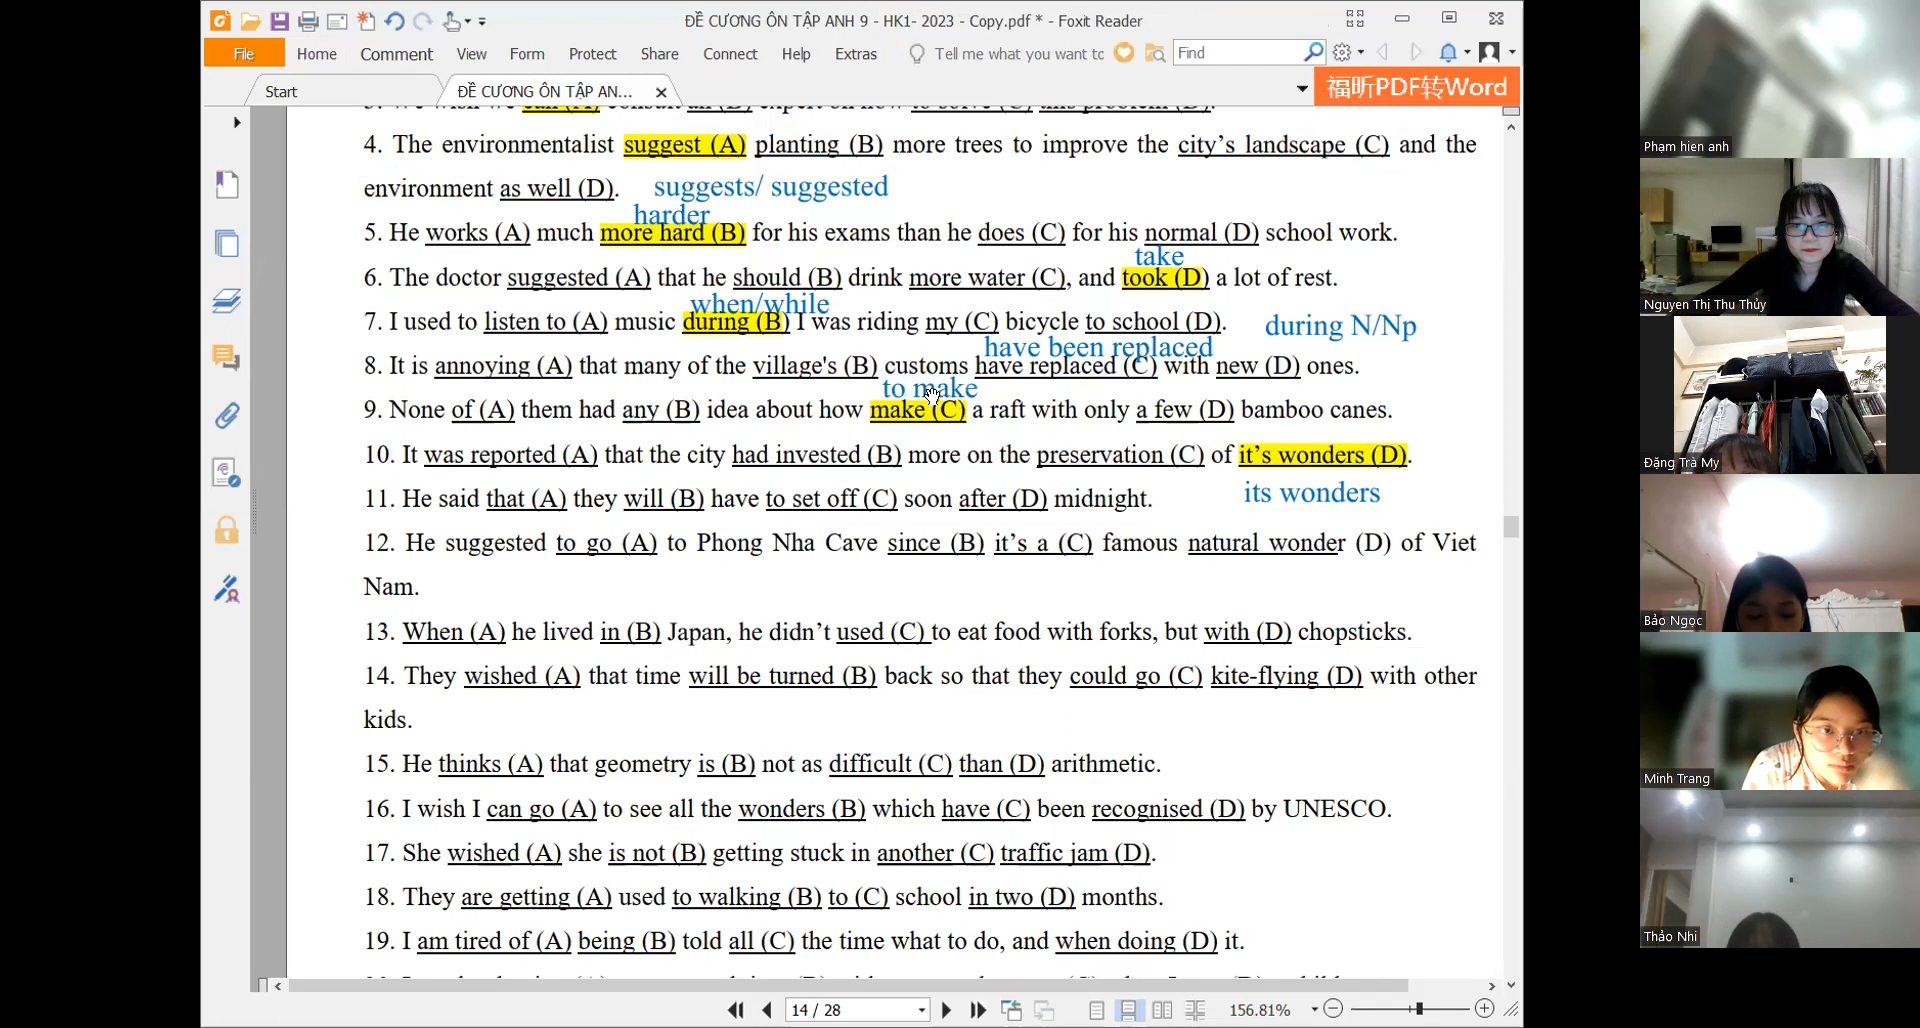 ĐỀ CƯƠNG ÔN TẬP ANH 9 - HK1- 2023 - Copy.pdf * - Foxit Reader
File Home Comment View Form Protect Share Connect Help Extras Tell me what you want to Find
Start ĐỀ CƯƠNG ÔN TẬP AN... 福昕PDF转Word
3. We wish we can (A) consult an (B) expert on how to solve (C) this problem (D).
4. The environmentalist suggest (A) planting (B) more trees to improve the city's landscape (C) and the
environment as well (D). suggests/ suggested
harder
5. He works (A) much more hard (B) for his exams than he does (C) for his normal (D) school work.
take
6. The doctor suggested (A) that he should (B) drink more water (C), and took (D) a lot of rest.
when/while
7. I used to listen to (A) music during (B) I was riding my (C) bicycle to school (D). during N/Np
have been replaced
8. It is annoying (A) that many of the village's (B) customs have replaced (C) with new (D) ones.
to make
9. None of (A) them had any (B) idea about how make (C) a raft with only a few (D) bamboo canes.
10. It was reported (A) that the city had invested (B) more on the preservation (C) of it's wonders (D).
its wonders
11. He said that (A) they will (B) have to set off (C) soon after (D) midnight.
12. He suggested to go (A) to Phong Nha Cave since (B) it's a (C) famous natural wonder (D) of Viet
Nam.
13. When (A) he lived in (B) Japan, he didn't used (C) to eat food with forks, but with (D) chopsticks.
14. They wished (A) that time will be turned (B) back so that they could go (C) kite-flying (D) with other
kids.
15. He thinks (A) that geometry is (B) not as difficult (C) than (D) arithmetic.
16. I wish I can go (A) to see all the wonders (B) which have (C) been recognised (D) by UNESCO.
17. She wished (A) she is not (B) getting stuck in another (C) traffic jam (D).
18. They are getting (A) used to walking (B) to (C) school in two (D) months.
19. I am tired of (A) being (B) told all (C) the time what to do, and when doing (D) it.
14 / 28 156.81%
Phạm hien anh
Nguyen Thị Thu Thủy
Đặng Trà My
Bảo Ngọc
Minh Trang
Thảo Nhi